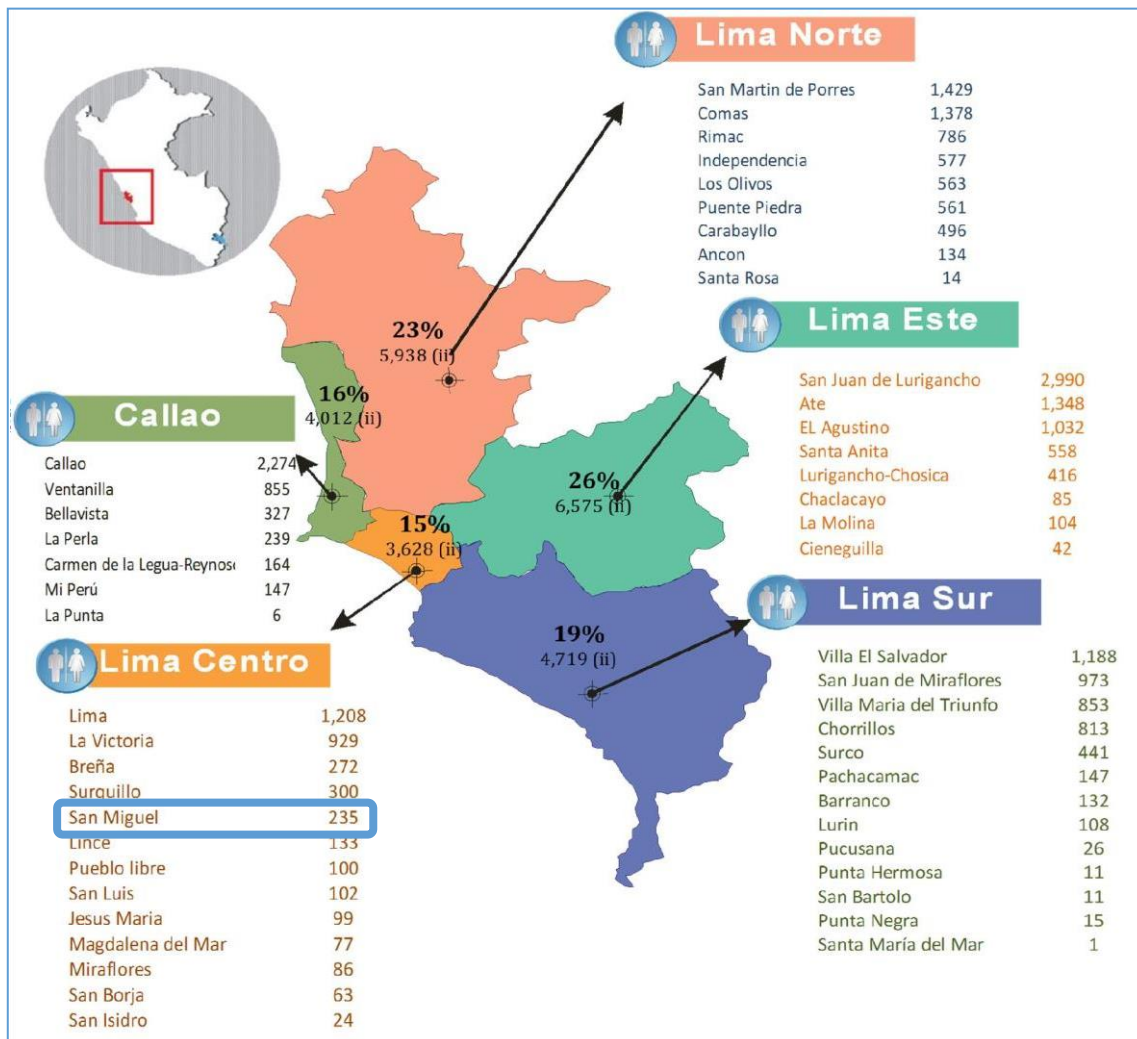 Lima Norte
San Martin de Porres 1,429
Comas 1,378
Rimac 786
Independencia 577
Los Olivos 563
Puente Piedra 561
Carabayllo 496
Ancon 134
Santa Rosa 14
Lima Este
San Juan de Lurigancho 2,990
Ate 1,348
EL Agustino 1,032
Santa Anita 558
Lurigancho-Chosica 416
Chaclacayo 85
La Molina 104
Cieneguilla 42
23%
5,938 (ii)
16%
4,012 (ii)
26%
6,575 (ii)
15%
3,628 (ii)
19%
4,719 (ii)
Callao
Callao 2,274
Ventanilla 855
Bellavista 327
La Perla 239
Carmen de la Legua-Reynos 164
Mi Perú 147
La Punta 6
Lima Centro
Lima 1,208
La Victoria 929
Breña 272
Surquillo 300
San Miguel 235
Lince 133
Pueblo libre 100
San Luis 102
Jesus Maria 99
Magdalena del Mar 77
Miraflores 86
San Borja 63
San Isidro 24
Lima Sur
Villa El Salvador 1,188
San Juan de Miraflores 973
Villa Maria del Triunfo 853
Chorrillos 813
Surco 441
Pachacamac 147
Barranco 132
Lurin 108
Pucusana 26
Punta Hermosa 11
San Bartolo 11
Punta Negra 15
Santa María del Mar 1